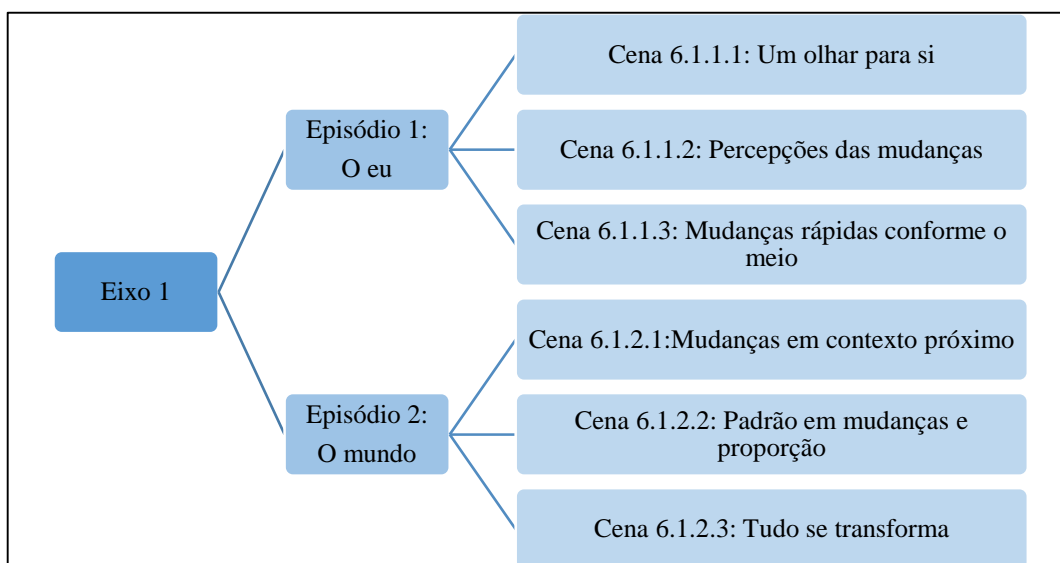 Eixo 1
Episódio 1:
O eu
Cena 6.1.1.1: Um olhar para si
Cena 6.1.1.2: Percepções das mudanças
Cena 6.1.1.3: Mudanças rápidas conforme o
meio
Episódio 2:
O mundo
Cena 6.1.2.1:Mudanças em contexto próximo
Cena 6.1.2.2: Padrão em mudanças e
proporção
Cena 6.1.2.3: Tudo se transforma